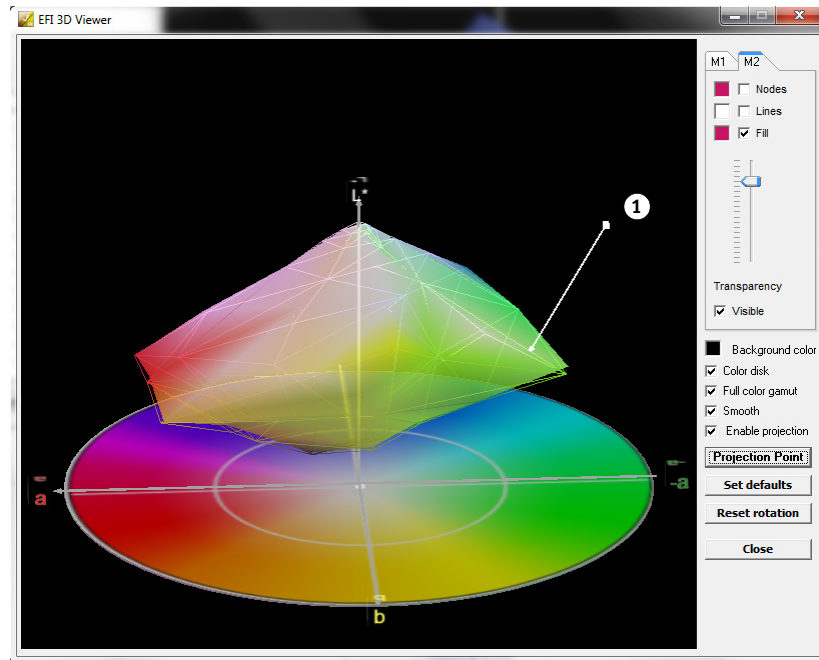 EFI 3D Viewer
M1 M2
Nodes
Lines
Fill
L*
1
Transparency
Visible
Background color
Color disk
Full color gamut
Smooth
Enable projection
Projection Point
a
-a
Set defaults
Reset rotation
Close
b